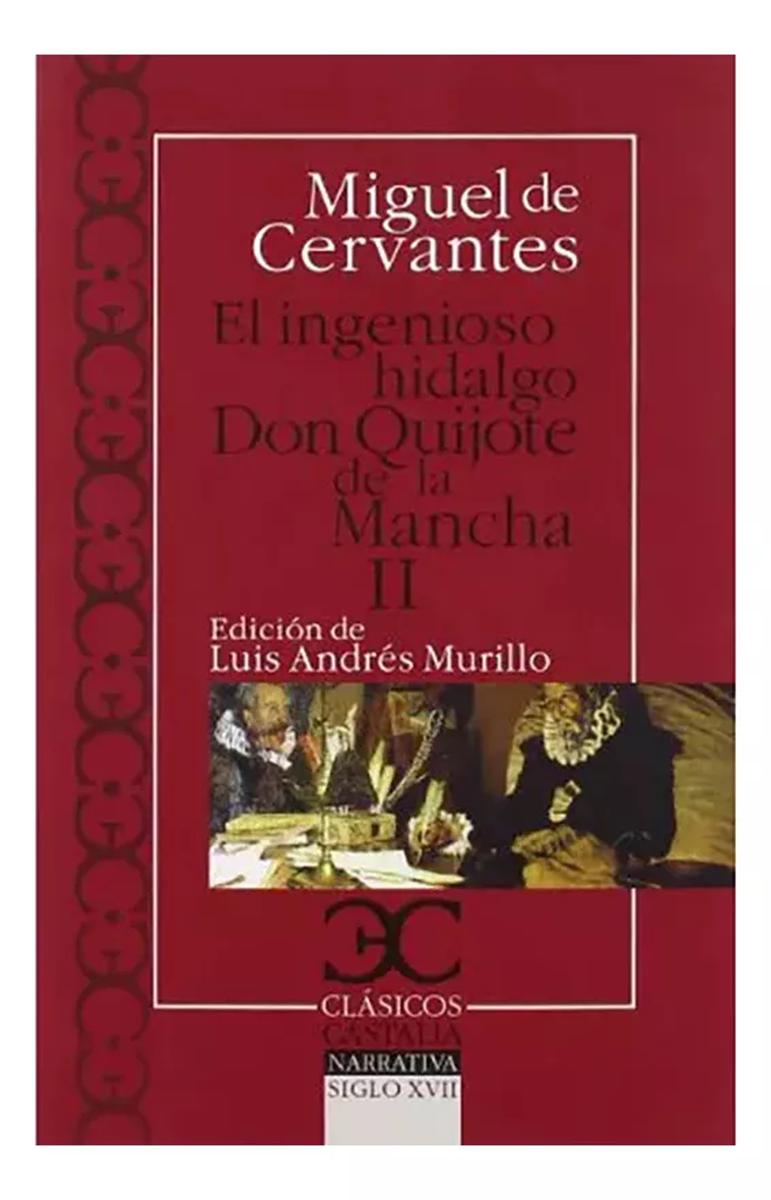 Miguel de
Cervantes
El ingenioso
hidalgo
Don Quijote
de la
Mancha
II
Edición de
Luis Andrés Murillo
CLÁSICOS
CASTALIA
NARRATIVA
SIGLO XVII